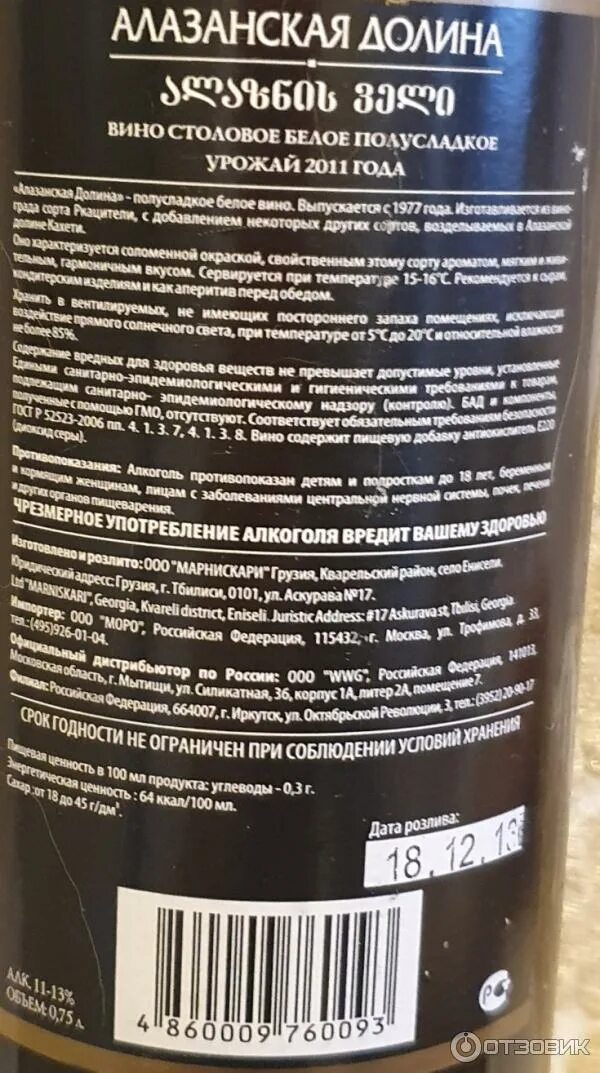 АЛАЗАНСКАЯ ДОЛИНА
ალაზნის ველი
ВИНО СТОЛОВОЕ БЕЛОЕ ПОЛУСЛАДКОЕ
УРОЖАЙ 2011 ГОДА
«Алазанская Долина» - полусладкое белое вино. Выпускается с 1977 года. Изготавливается из вино-
града сорта Ркацители, с добавлением некоторых других сортов, возделываемых в Алазанской
долине Кахети.
Оно характеризуется соломенной окраской, свойственным этому сорту ароматом, мягким и живи-
тельным, гармоничным вкусом. Сервируется при температуре 15-16°С. Рекомендуется к сырам,
кондитерским изделиям и как аперитив перед обедом.
Хранить в вентилируемых, не имеющих постороннего запаха помещениях, исключающих
воздействие прямого солнечного света, при температуре от 5°С до 20°С и относительной влажности
не более 85%.
Содержание вредных для здоровья веществ не превышает допустимые уровни, установленные
Едиными санитарно-эпидемиологическими и гигиеническими требованиями к товарам,
подлежащим санитарно- эпидемиологическому надзору (контролю). БАД и компоненты,
полученные с помощью ГМО, отсутствуют. Соответствует обязательным требованиям безопасности
ГОСТ Р 52523-2006 пп. 4. 1. 3. 7, 4. 1. 3. 8. Вино содержит пищевую добавку антиокислитель Е220
(диоксид серы).
Противопоказания: Алкоголь противопоказан детям и подросткам до 18 лет, беременным
и кормящим женщинам, лицам с заболеваниями центральной нервной системы, почек, печени
и других органов пищеварения.
ЧРЕЗМЕРНОЕ УПОТРЕБЛЕНИЕ АЛКОГОЛЯ ВРЕДИТ ВАШЕМУ ЗДОРОВЬЮ
Изготовлено и розлито: ООО "МАРНИСКАРИ" Грузия, Кварельский район, село Енисели.
Юридический адрес: Грузия, г. Тбилиси, 0101, ул. Аскурава №17.
Ltd "MARNISKARI", Georgia, Kvareli district, Eniseli. Juristic Address: #17 Askurava st, Tbilisi, Georgia.
Импортер: ООО "МОРО", Российская Федерация, 115432, г. Москва, ул. Трофимова, д. 33,
тел.: (495)926-01-04.
Официальный дистрибьютор по России: ООО "WWG", Российская Федерация, 141013,
Московская область, г. Мытищи, ул. Силикатная, 36, корпус 1А, литер 2А, помещение 7.
Филиал: Российская Федерация, 664007, г. Иркутск, ул. Октябрьской Революции, 3, тел.: (3952) 20-90-17
СРОК ГОДНОСТИ НЕ ОГРАНИЧЕН ПРИ СОБЛЮДЕНИИ УСЛОВИЙ ХРАНЕНИЯ
Пищевая ценность в 100 мл продукта: углеводы - 0,3 г.
Энергетическая ценность : 64 ккал/100 мл.
Сахар :от 18 до 45 г/дм³.
Дата розлива:
18.12.13
АЛК. 11-13%
ОБЪЕМ: 0,75 л.
4 860009 760093
ОТЗОВИК